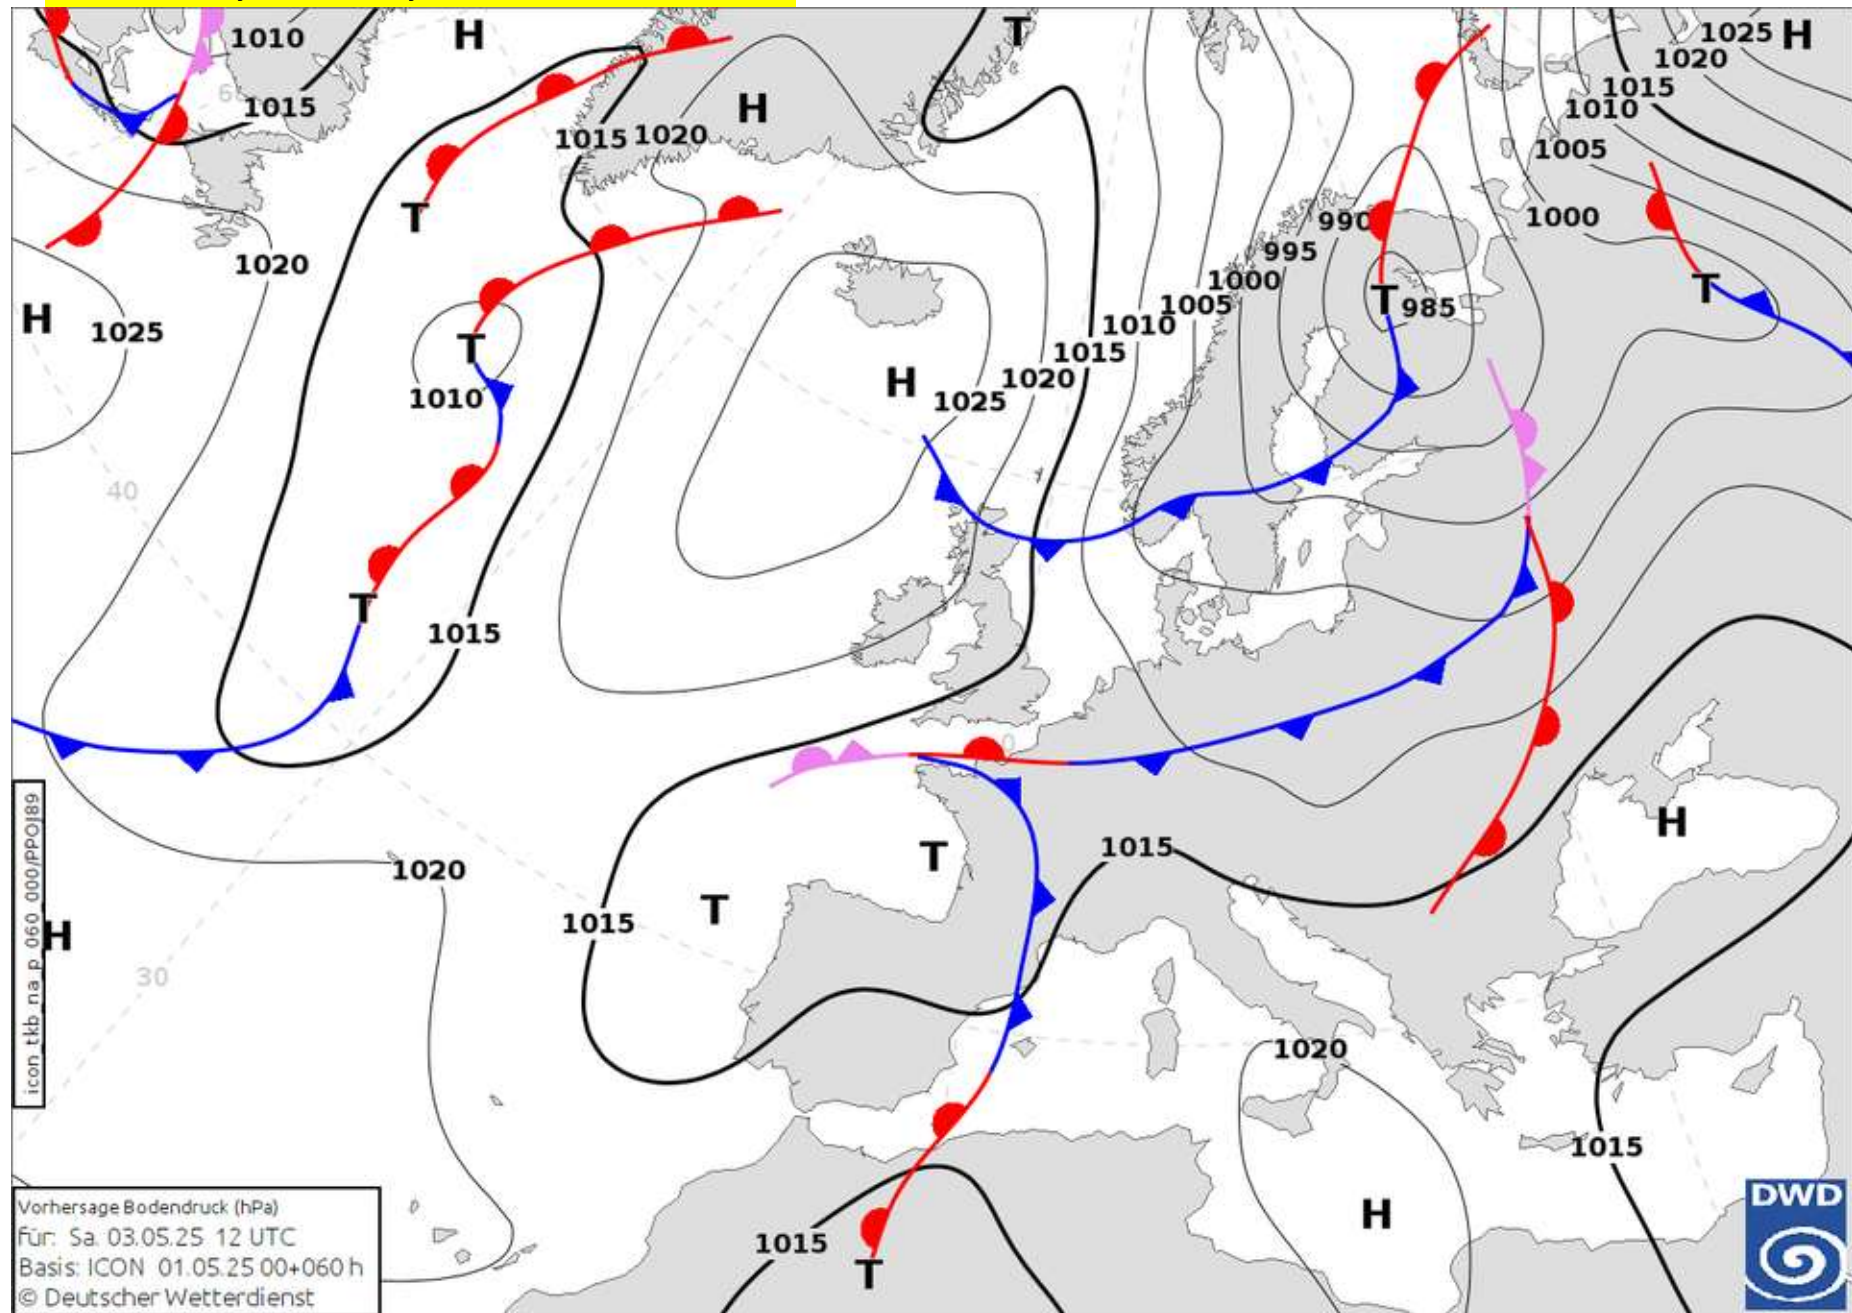 H
T
1025
H
1010
1020
1015
1015
1010
1015
1020
H
1005
T
990
1000
1020
995
1000
T
H
1025
1005
T
985
1010
T
1015
1010
H
1020
1025
40
T
1015
1015
0
H
1015
T
1020
T
1015
H
30
1020
1015
1015
H
T
icon_tkb_na_p_060_000/PPOJ89
Vorhersage Bodendruck (hPa)
für: Sa. 03.05.25 12 UTC
Basis: ICON 01.05.25 00+060 h
© Deutscher Wetterdienst
DWD